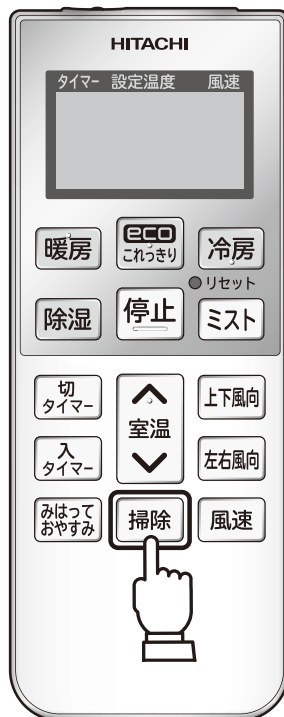 HITACHI
タイマー 設定温度 風速
暖房
eco
これっきり
冷房
リセット
除湿
停止
ミスト
切
タイマー
室温
上下風向
入
タイマー
左右風向
みはって
おやすみ
掃除
風速